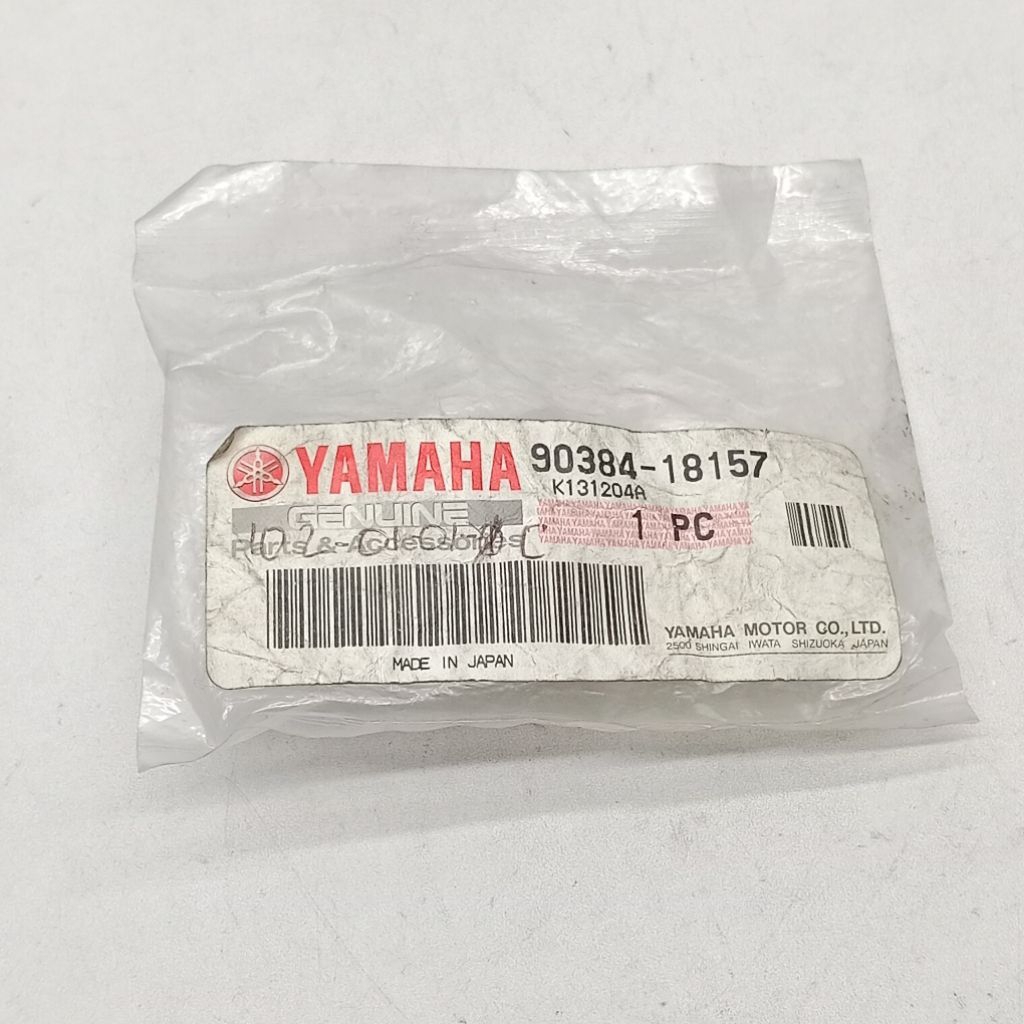 YAMAHA 90384-18157
K131204A
GENUINE
Parts & Accessories
1 PC
MADE IN JAPAN
YAMAHA MOTOR CO.,LTD.
2500 SHINGAI IWATA SHIZUOKA JAPAN